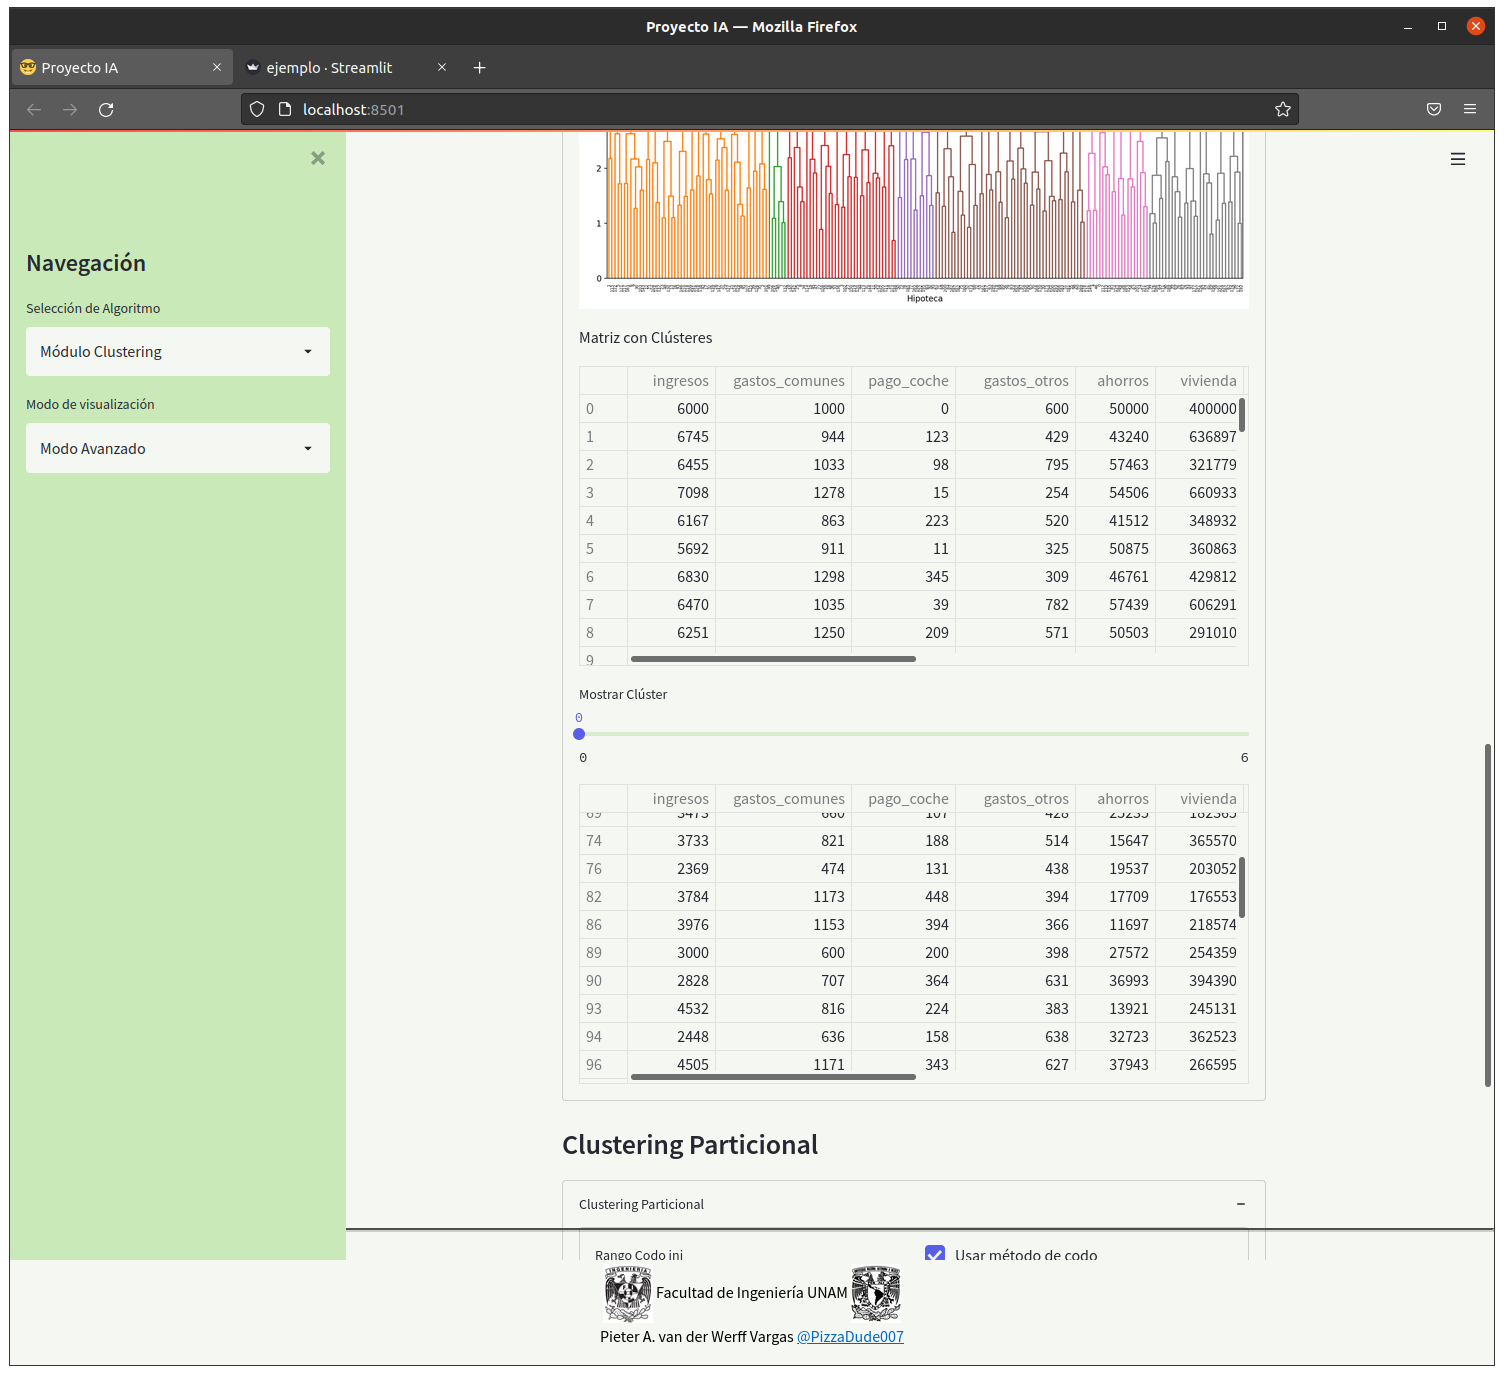 Proyecto IA — Mozilla Firefox
Proyecto IA
ejemplo · Streamlit
localhost:8501
Navegación
Selección de Algoritmo
Módulo Clustering
Modo de visualización
Modo Avanzado
2
1
0
Hipoteca
Matriz con Clústeres
ingresos gastos_comunes pago_coche gastos_otros ahorros vivienda
0 6000 1000 0 600 50000 400000
1 6745 944 123 429 43240 636897
2 6455 1033 98 795 57463 321779
3 7098 1278 15 254 54506 660933
4 6167 863 223 520 41512 348932
5 5692 911 11 325 50875 360863
6 6830 1298 345 309 46761 429812
7 6470 1035 39 782 57439 606291
8 6251 1250 209 571 50503 291010
9
Mostrar Clúster
0
0 6
ingresos gastos_comunes pago_coche gastos_otros ahorros vivienda
69 3473 660 107 428 25235 182365
74 3733 821 188 514 15647 365570
76 2369 474 131 438 19537 203052
82 3784 1173 448 394 17709 176553
86 3976 1153 394 366 11697 218574
89 3000 600 200 398 27572 254359
90 2828 707 364 631 36993 394390
93 4532 816 224 383 13921 245131
94 2448 636 158 638 32723 362523
96 4505 1171 343 627 37943 266595
Clustering Particional
Clustering Particional
Rango Codo ini
Usar método de codo
Facultad de Ingeniería UNAM
Pieter A. van der Werff Vargas @PizzaDude007